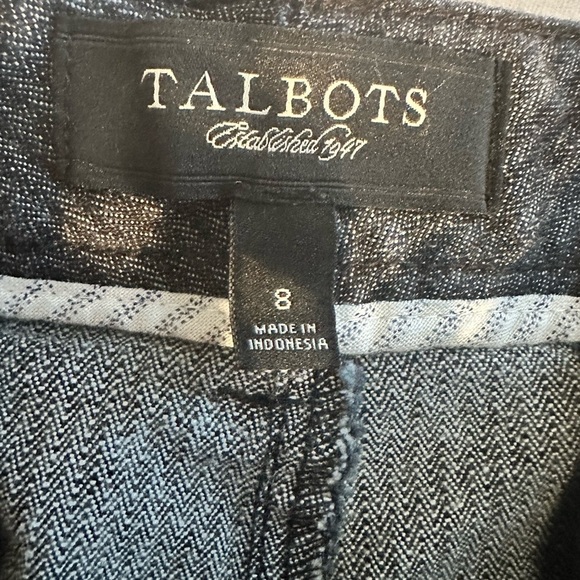 TALBOTS
Established 1947
8
MADE IN
INDONESIA